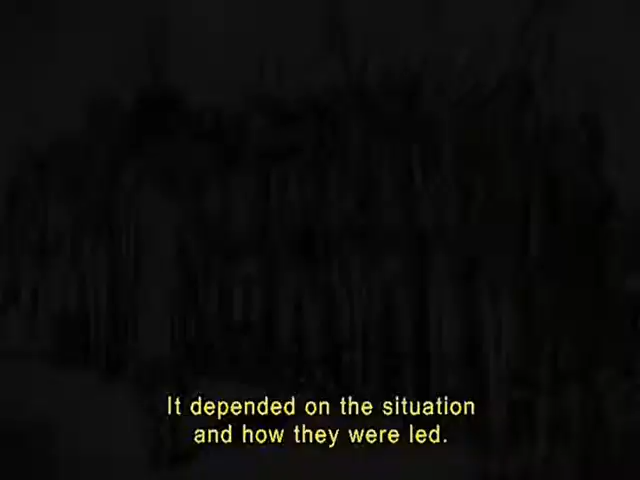 It depended on the situation
and how they were led.